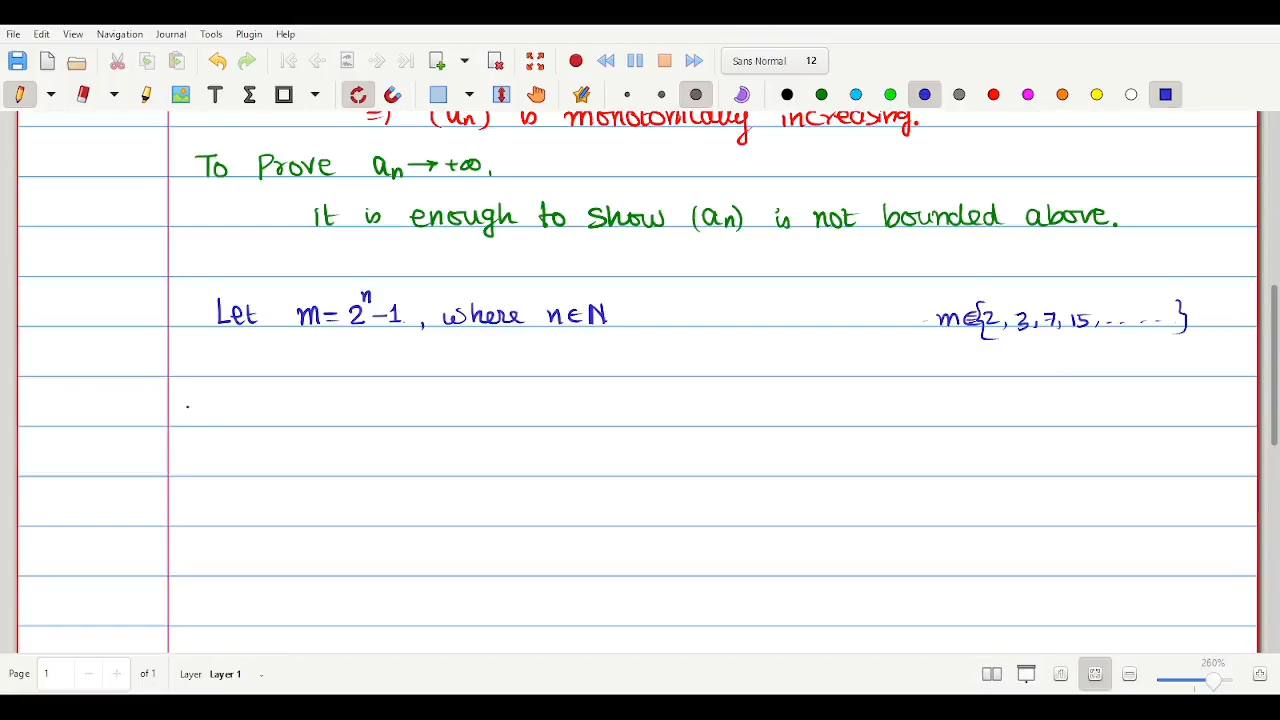 File Edit View Navigation Journal Tools Plugin Help
Sans Normal 12
⇒ (an) is monotonically increasing.
To Prove aₙ → +∞.
it is enough to show (aₙ) is not bounded above.
Let m = 2ⁿ - 1, where n ∈ N m ∈ {2, 3, 7, 15, ..... }
Page 1 of 1 Layer Layer 1 260%